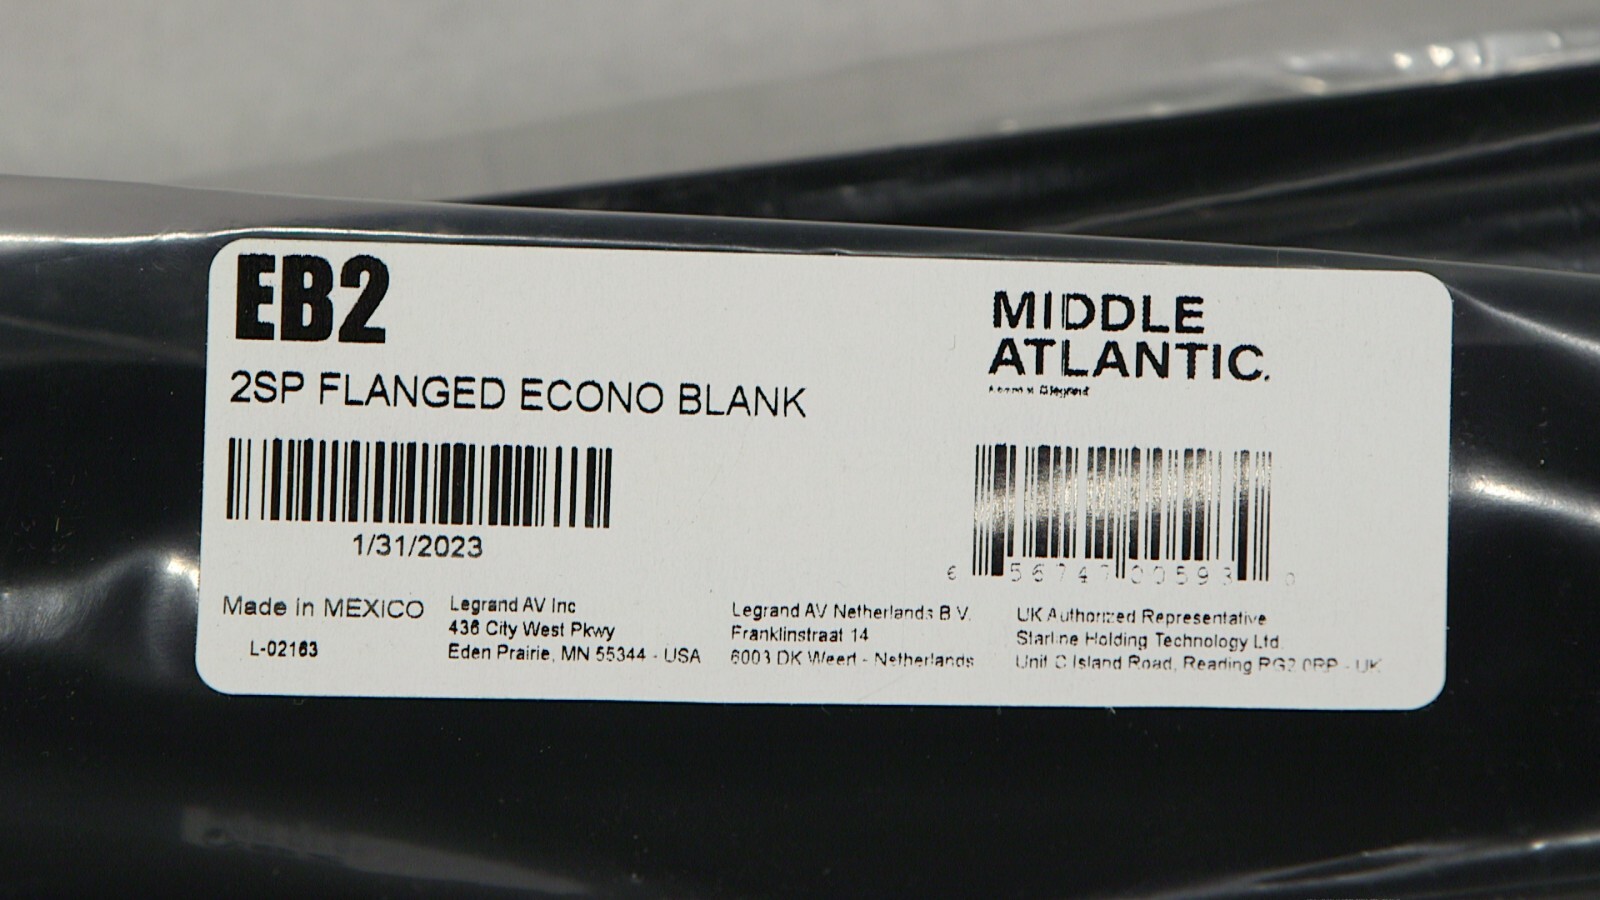 EB2
2SP FLANGED ECONO BLANK
1/31/2023
Made in MEXICO
L-02163
MIDDLE
ATLANTIC.
6 56747 00593 0
Legrand AV Inc
436 City West Pkwy
Eden Prairie, MN 55344 - USA
Legrand AV Netherlands B.V.
Franklinstraat 14
6003 DK Weert - Netherlands
UK Authorized Representative
Starline Holding Technology Ltd.
Unit C Island Road, Reading RG2 0RP - UK